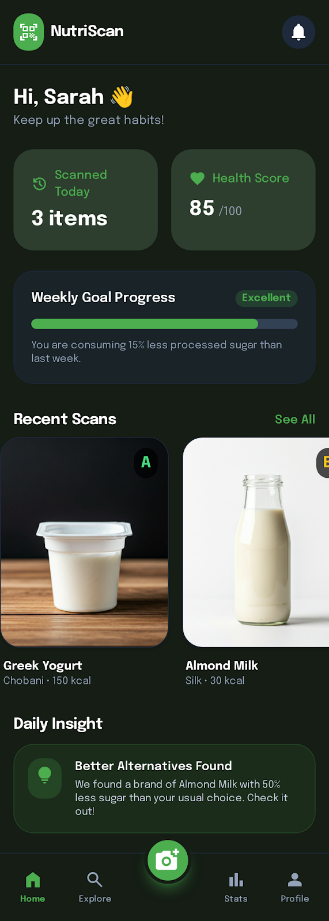 NutriScan
Hi, Sarah 👋
Keep up the great habits!
Scanned
Today
3 items
Health Score
85 /100
Weekly Goal Progress
Excellent
You are consuming 15% less processed sugar than
last week.
Recent Scans
See All
A
Greek Yogurt
Chobani • 150 kcal
Almond Milk
Silk • 30 kcal
Daily Insight
Better Alternatives Found
We found a brand of Almond Milk with 50%
less sugar than your usual choice. Check it
out!
Home
Explore
Stats
Profile